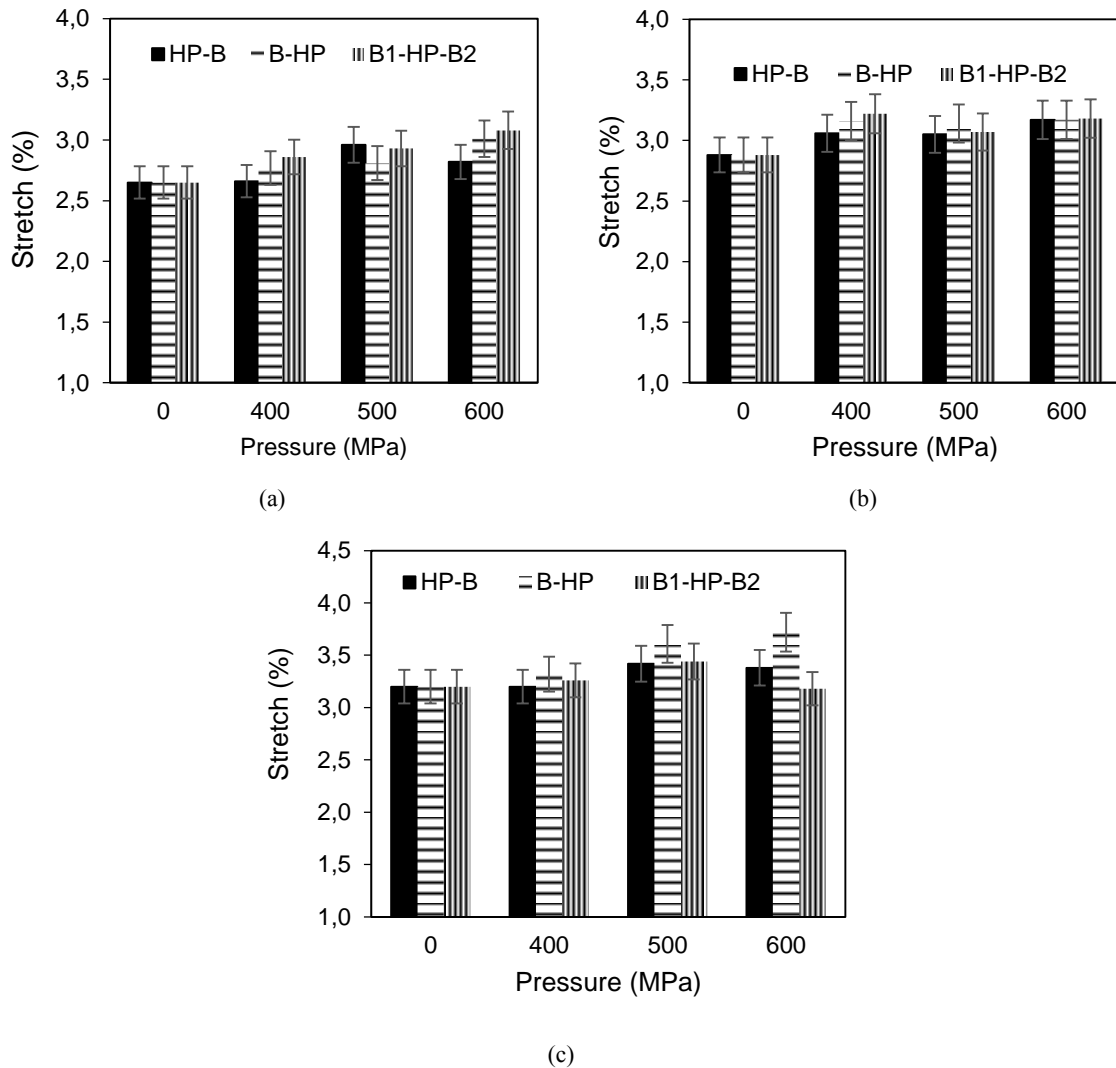 4,0
3,5
3,0
2,5
2,0
1,5
1,0
Stretch (%)
HP-B B-HP B1-HP-B2
0 400 500 600
Pressure (MPa)
(a)
4,0
3,5
3,0
2,5
2,0
1,5
1,0
Stretch (%)
HP-B B-HP B1-HP-B2
0 400 500 600
Pressure (MPa)
(b)
4,5
4,0
3,5
3,0
2,5
2,0
1,5
1,0
Stretch (%)
HP-B B-HP B1-HP-B2
0 400 500 600
Pressure (MPa)
(c)